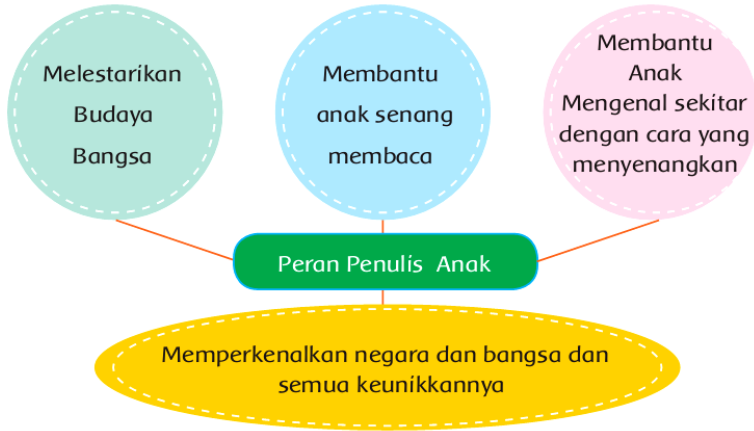 Melestarikan
Budaya
Bangsa
Membantu
anak senang
membaca
Membantu
Anak
Mengenal sekitar
dengan cara yang
menyenangkan
Peran Penulis Anak
Memperkenalkan negara dan bangsa dan
semua keunikkannya